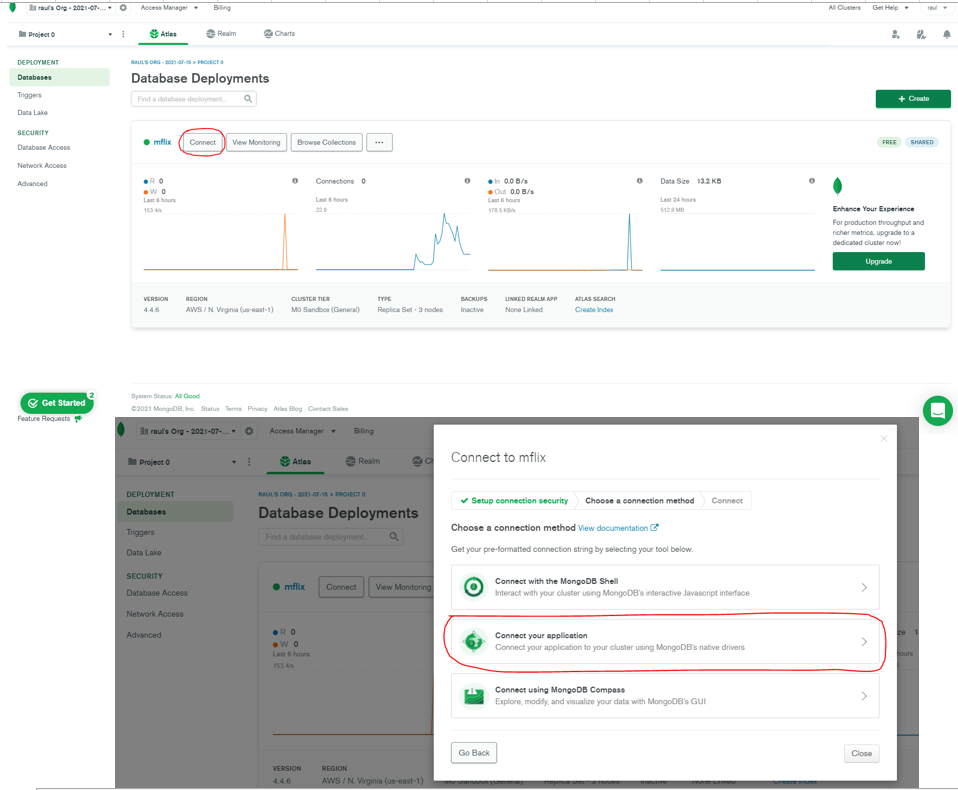 raul's Org - 2021-07-... Access Manager Billing All Clusters Get Help raul
Project 0 Atlas Realm Charts
DEPLOYMENT
Databases
Triggers
Data Lake
SECURITY
Database Access
Network Access
Advanced
RAUL'S ORG - 2021-07-15 > PROJECT 0
Database Deployments
Find a database deployment...
+ Create
mflix Connect View Monitoring Browse Collections ... FREE SHARED
R 0
W 0
Last 6 hours
153.4/s
Connections 0
Last 6 hours
22.0
In 0.0 B/s
Out 0.0 B/s
Last 6 hours
178.5 KB/s
Data Size 13.2 KB
Last 24 hours
512.0 MB
Enhance Your Experience
For production throughput and
richer metrics, upgrade to a
dedicated cluster now!
Upgrade
VERSION REGION CLUSTER TIER TYPE BACKUPS LINKED REALM APP ATLAS SEARCH
4.4.6 AWS / N. Virginia (us-east-1) M0 Sandbox (General) Replica Set - 3 nodes Inactive None Linked Create Index
Get Started 2
Feature Requests
System Status: All Good
©2021 MongoDB, Inc. Status Terms Privacy Atlas Blog Contact Sales
raul's Org - 2021-07-... Access Manager Billing
Project 0 Atlas Realm Ch
DEPLOYMENT
Databases
Triggers
Data Lake
SECURITY
Database Access
Network Access
Advanced
RAUL'S ORG - 2021-07-15 > PROJECT 0
Database Deployments
Find a database deployment...
mflix Connect View Monitoring
R 0
W 0
Last 6 hours
153.4/s
VERSION REGION
4.4.6 AWS / N. Virginia (us-east-1) M0 Sandbox (General) Replica Set - 3 nodes Inactive None Linked Create Index
Connect to mflix
Setup connection security Choose a connection method Connect
Choose a connection method View documentation
Get your pre-formatted connection string by selecting your tool below.
Connect with the MongoDB Shell
Interact with your cluster using MongoDB's interactive Javascript interface
Connect your application
Connect your application to your cluster using MongoDB's native drivers
Connect using MongoDB Compass
Explore, modify, and visualize your data with MongoDB's GUI
Go Back Close